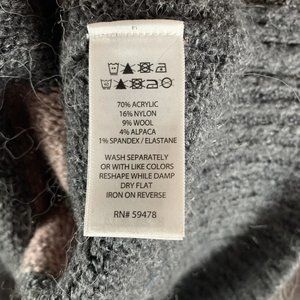 70% ACRYLIC
16% NYLON
9% WOOL
4% ALPACA
1% SPANDEX / ELASTANE
WASH SEPARATELY
OR WITH LIKE COLORS
RESHAPE WHILE DAMP
DRY FLAT
IRON ON REVERSE
RN# 59478